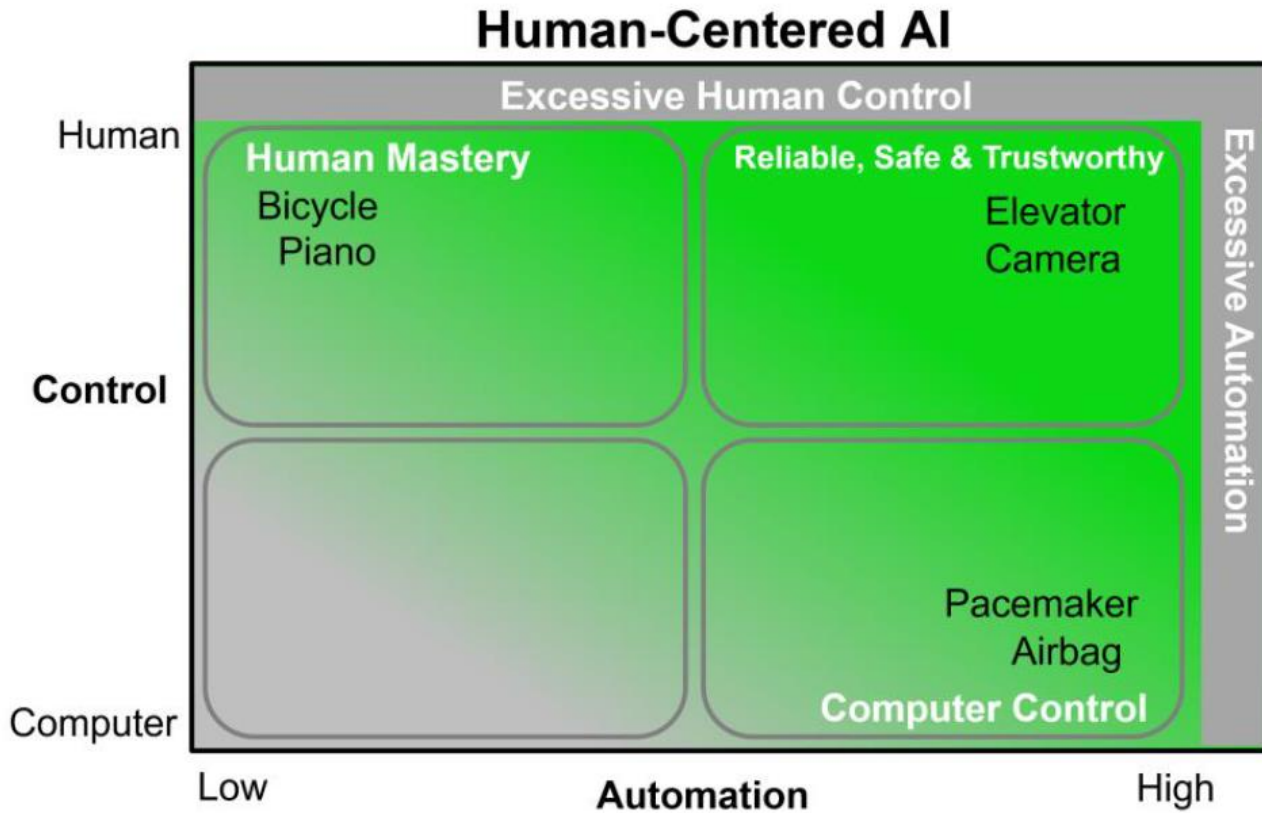 Human-Centered AI
Excessive Human Control
Human
Human Mastery
Bicycle
Piano
Reliable, Safe & Trustworthy
Elevator
Camera
Excessive Automation
Control
Pacemaker
Airbag
Computer Control
Computer
Low
Automation
High